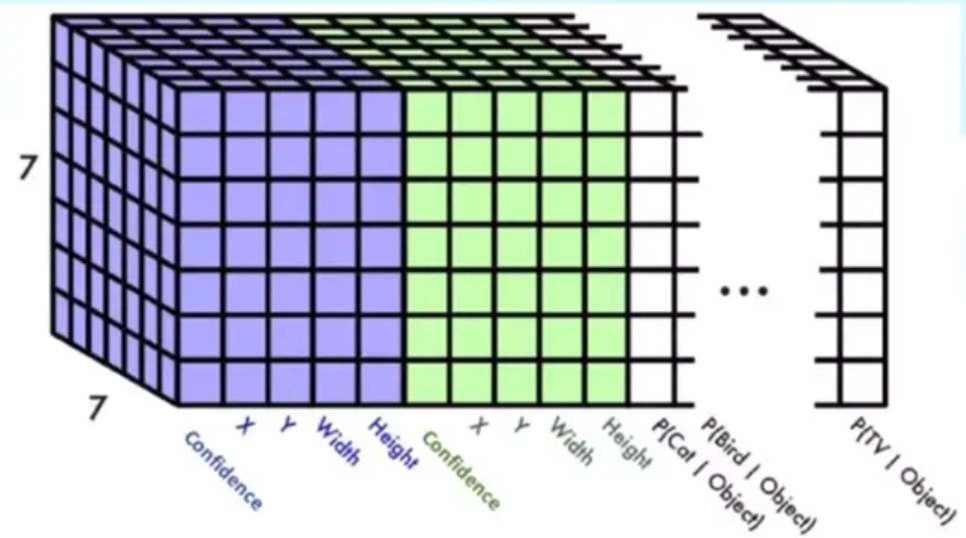 7
7
...
Confidence
X
Y
Width
Height
Confidence
X
Y
Width
Height
P(Cat | Object)
P(Bird | Object)
P(TV | Object)